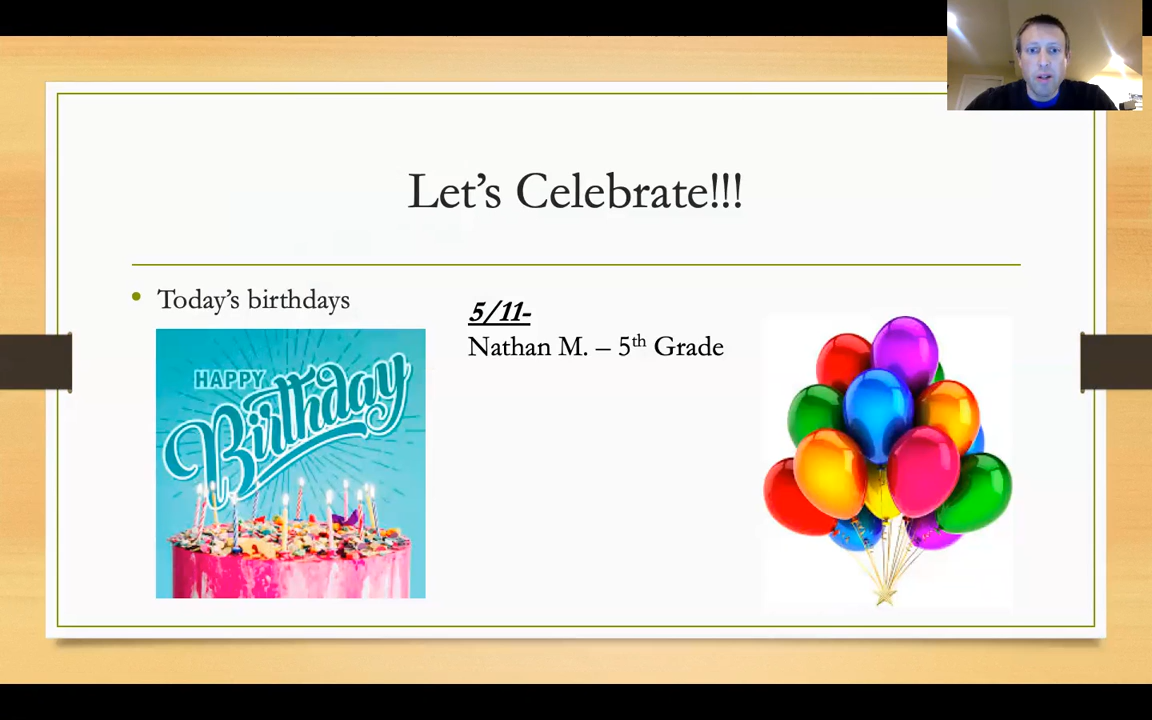 Let's Celebrate!!!
• Today's birthdays
5/11-
Nathan M. – 5th Grade
HAPPY
Birthday